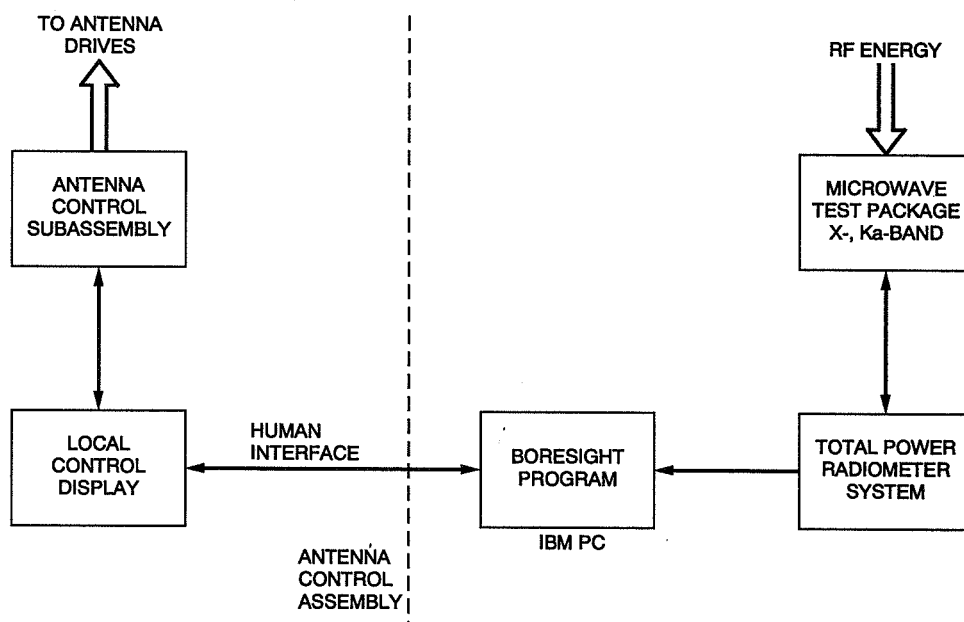 TO ANTENNA
DRIVES
RF ENERGY
ANTENNA
CONTROL
SUBASSEMBLY
MICROWAVE
TEST PACKAGE
X-, Ka-BAND
LOCAL
CONTROL
DISPLAY
HUMAN
INTERFACE
BORESIGHT
PROGRAM
IBM PC
TOTAL POWER
RADIOMETER
SYSTEM
ANTENNA
CONTROL
ASSEMBLY